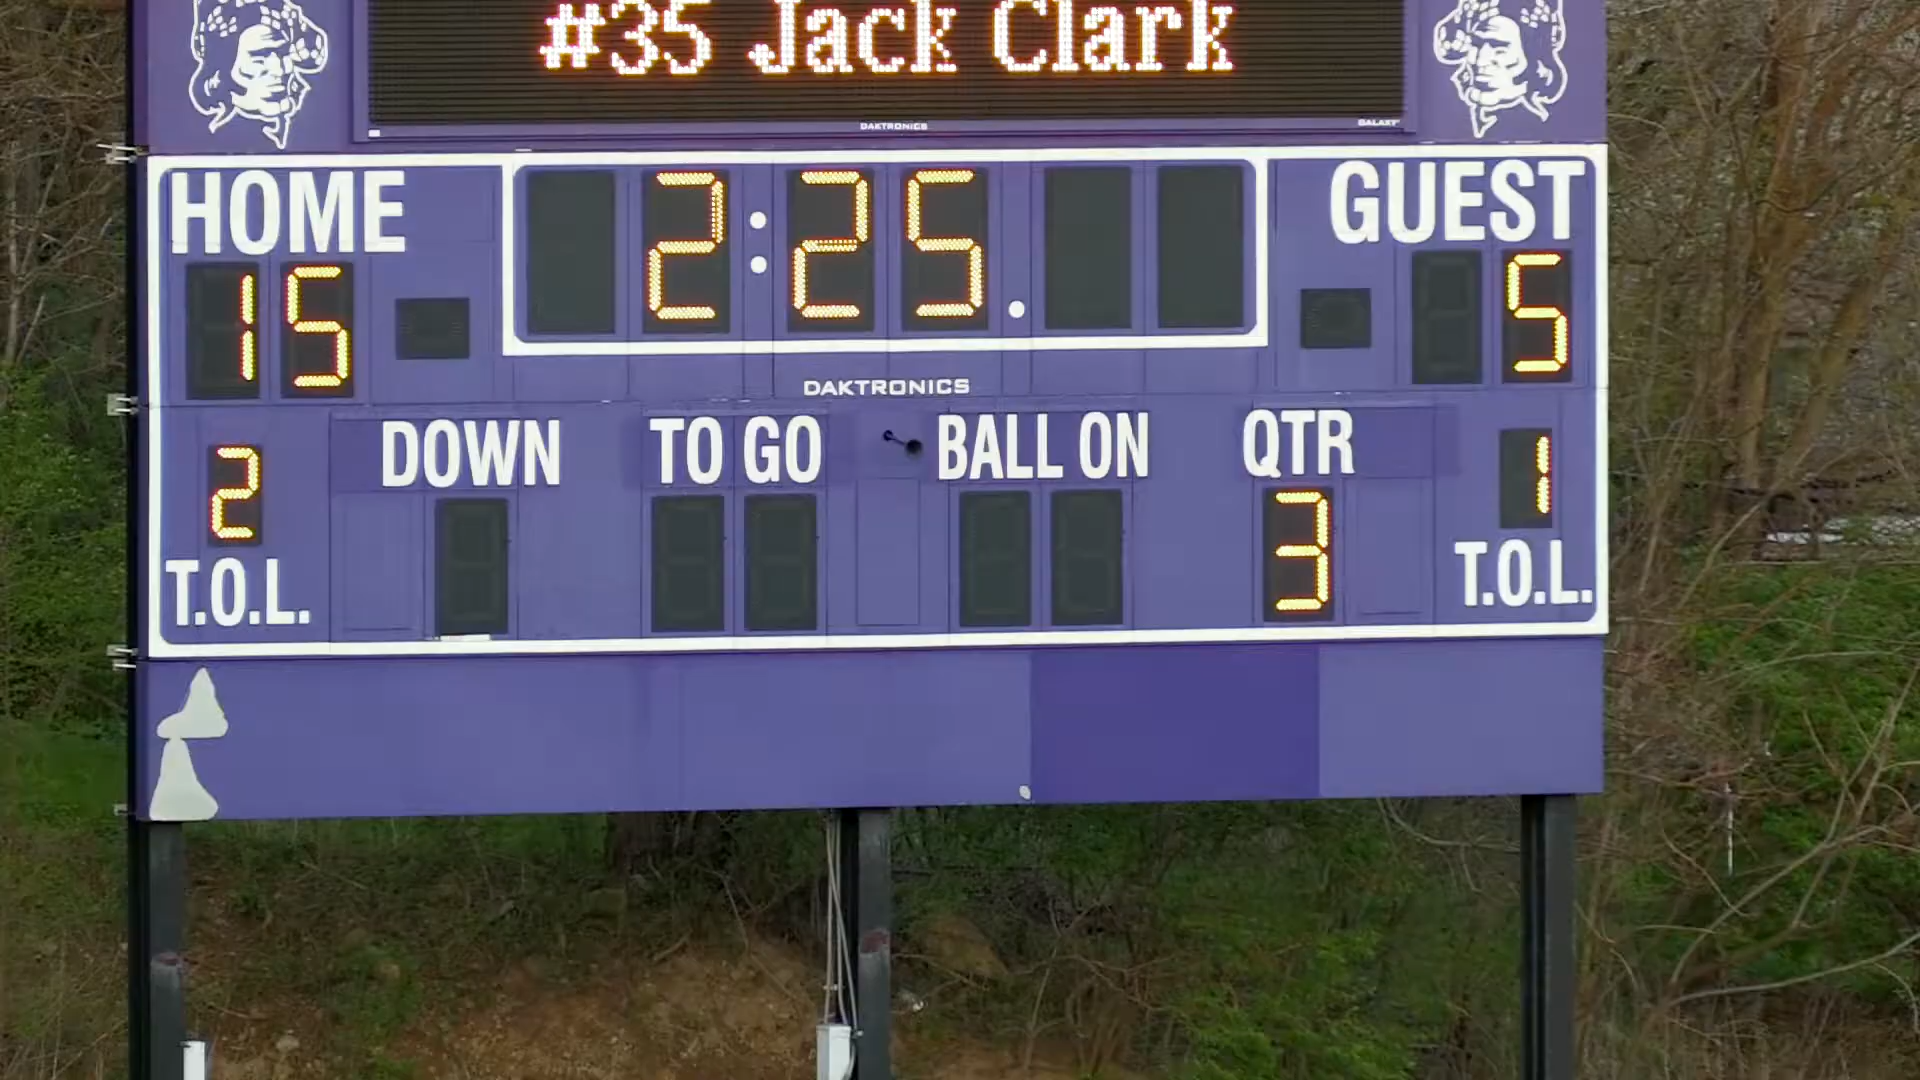 #35 Jack Clark
DAKTRONICS
GALAXY
HOME
2:25.
GUEST
15
5
DAKTRONICS
DOWN
TO GO
BALL ON
QTR
2
3
1
T.O.L.
T.O.L.